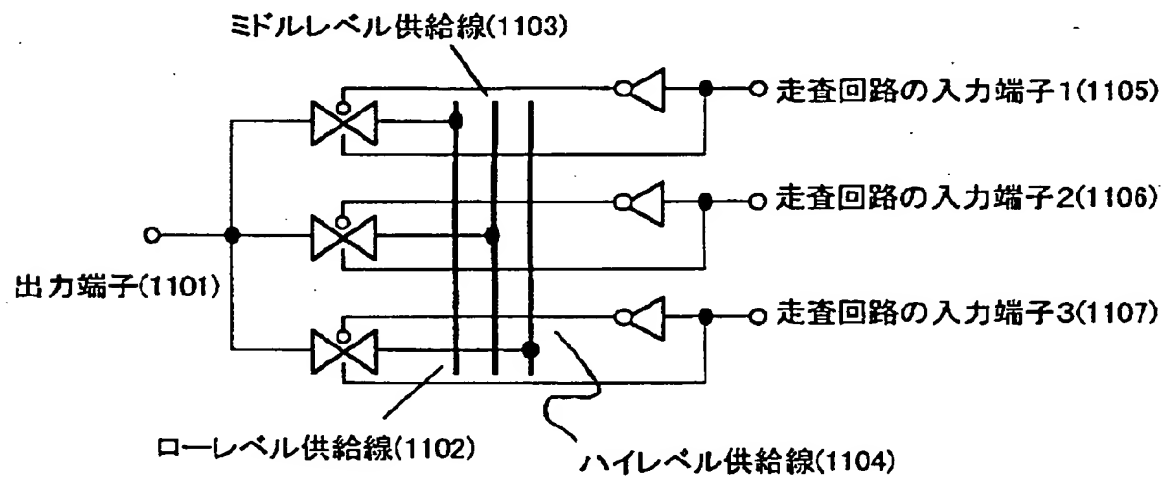 ミドルレベル供給線(1103)
走査回路の入力端子1(1105)
走査回路の入力端子2(1106)
出力端子(1101)
走査回路の入力端子3(1107)
ローレベル供給線(1102)
ハイレベル供給線(1104)